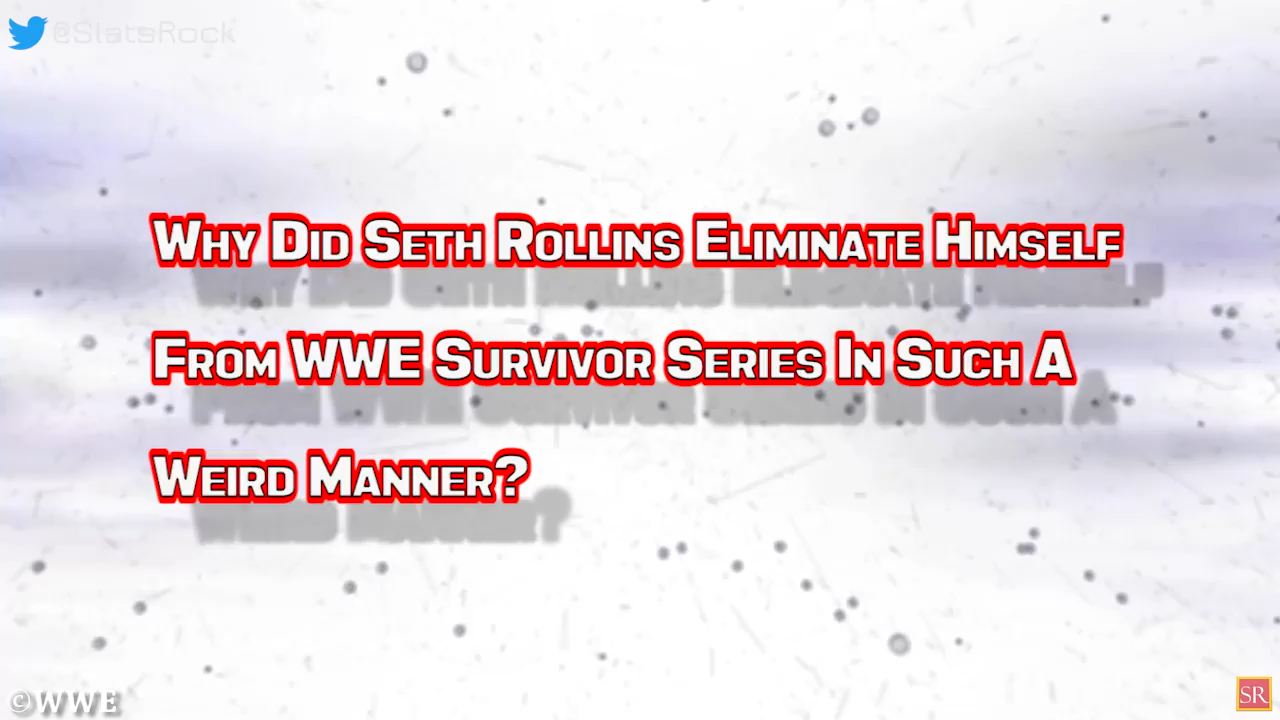 @SlatsRock
Why Did Seth Rollins Eliminate Himself
From WWE Survivor Series In Such A
Weird Manner?
©WWE
SR